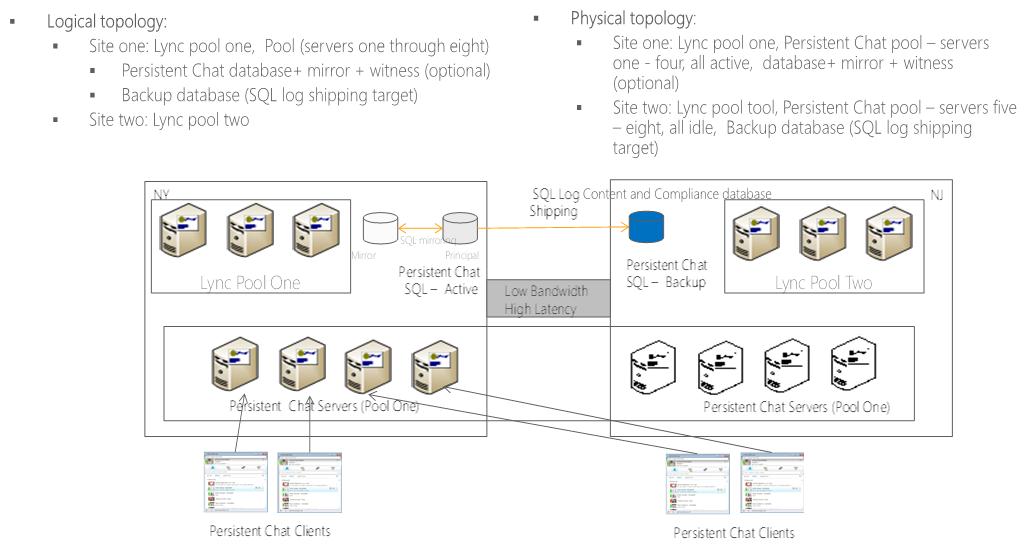 Logical topology:
Site one: Lync pool one,  Pool (servers one through eight)
Persistent Chat database+ mirror + witness (optional)
Backup database (SQL log shipping target)
Site two: Lync pool two
Physical topology:
Site one: Lync pool one, Persistent Chat pool – servers
one - four, all active,  database+ mirror + witness
(optional)
Site two: Lync pool tool, Persistent Chat pool – servers five
– eight, all idle,  Backup database (SQL log shipping
target)
NY
SQL Log Content and Compliance database
Shipping
NJ
SQL mirroring
Mirror
Principal
Lync Pool One
Persistent Chat
SQL – Active
Persistent Chat
SQL – Backup
Lync Pool Two
Low Bandwidth
High Latency
Persistent Chat Servers (Pool One)
Persistent Chat Servers (Pool One)
Persistent Chat Clients
Persistent Chat Clients